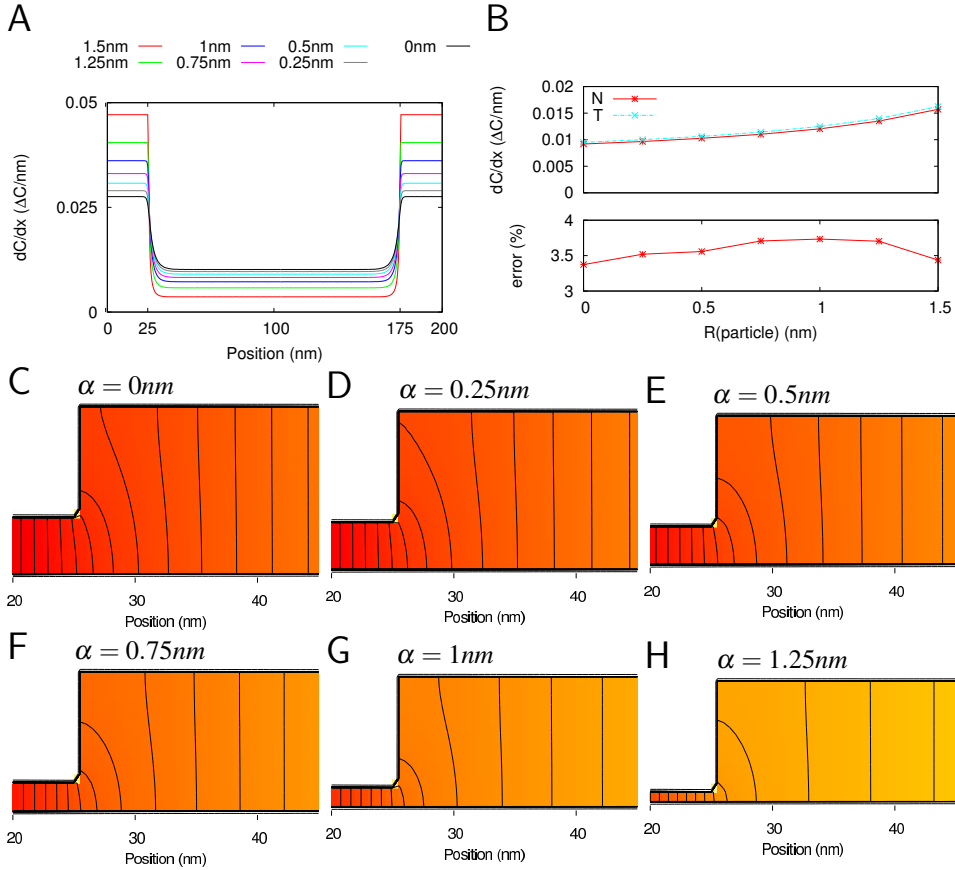 A
1.5nm 1nm 0.5nm 0nm
1.25nm 0.75nm 0.25nm
dC/dx (ΔC/nm)
0.05
0.025
0
0 25 100 175 200
Position (nm)
B
N
T
dC/dx (ΔC/nm)
0.02
0.015
0.01
0.005
0
error (%)
4
3.5
3
0 0.5 1 1.5
R(particle) (nm)
C
α = 0nm
20 30 40
Position (nm)
D
α = 0.25nm
20 30 40
Position (nm)
E
α = 0.5nm
20 30 40
Position (nm)
F
α = 0.75nm
20 30 40
Position (nm)
G
α = 1nm
20 30 40
Position (nm)
H
α = 1.25nm
20 30 40
Position (nm)